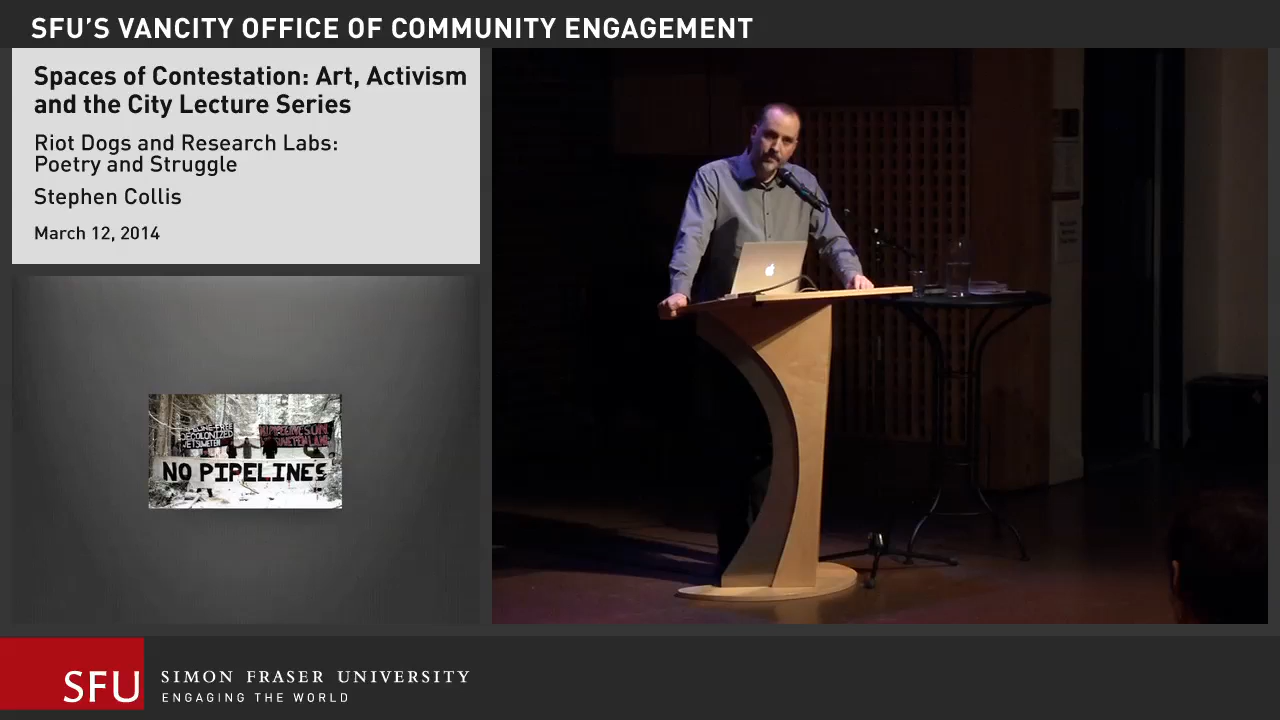 SFU'S VANCITY OFFICE OF COMMUNITY ENGAGEMENT
Spaces of Contestation: Art, Activism
and the City Lecture Series
Riot Dogs and Research Labs:
Poetry and Struggle
Stephen Collis
March 12, 2014
DECOLONIZED
NO PIPELINES
SFU
SIMON FRASER UNIVERSITY
ENGAGING THE WORLD